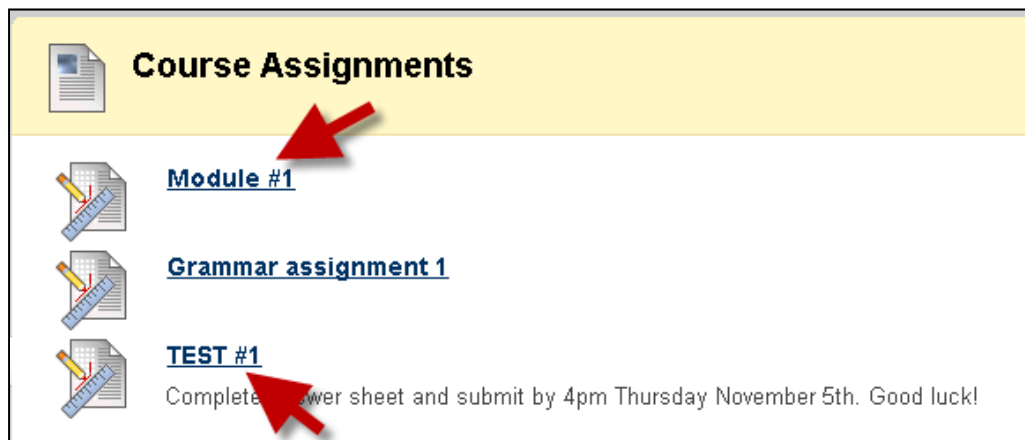 Course Assignments
Module #1
Grammar assignment 1
TEST #1
Complete sheet and submit by 4pm Thursday November 5th. Good luck!